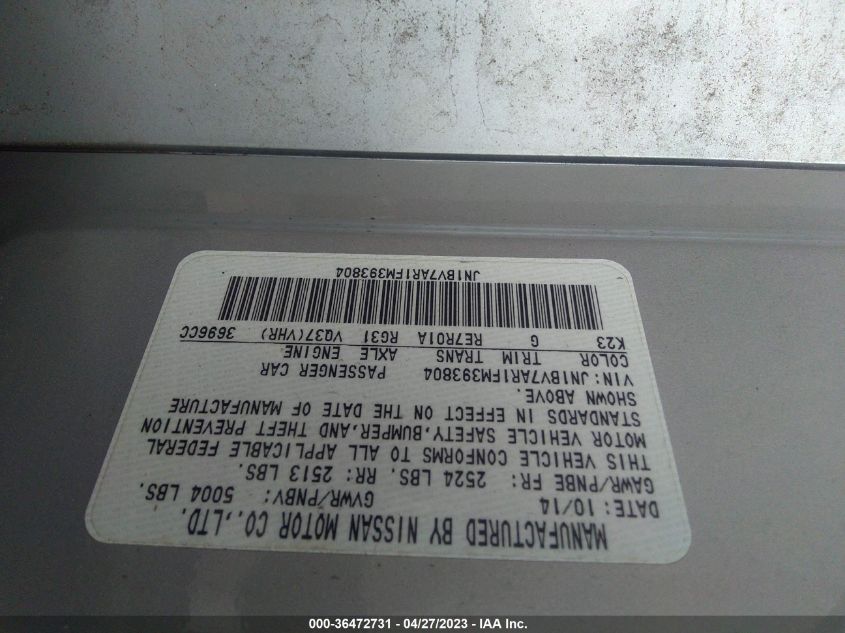 MANUFACTURED BY NISSAN MOTOR CO.,LTD.
DATE: 10/14 GVWR/PNBV: 5004 LBS.
GAWR/PNBE FR: 2524 LBS. RR: 2513 LBS.
THIS VEHICLE CONFORMS TO ALL APPLICABLE FEDERAL
MOTOR VEHICLE SAFETY,BUMPER,AND THEFT PREVENTION
STANDARDS IN EFFECT ON THE DATE OF MANUFACTURE
SHOWN ABOVE.
VIN:JN1BV7AR1FM393804 PASSENGER CAR
COLOR TRIM TRANS AXLE ENGINE
K23 G RE7R01A RG31 VQ37(VHR) 3696CC
JN1BV7AR1FM393804
000-36472731 - 04/27/2023 - IAA Inc.